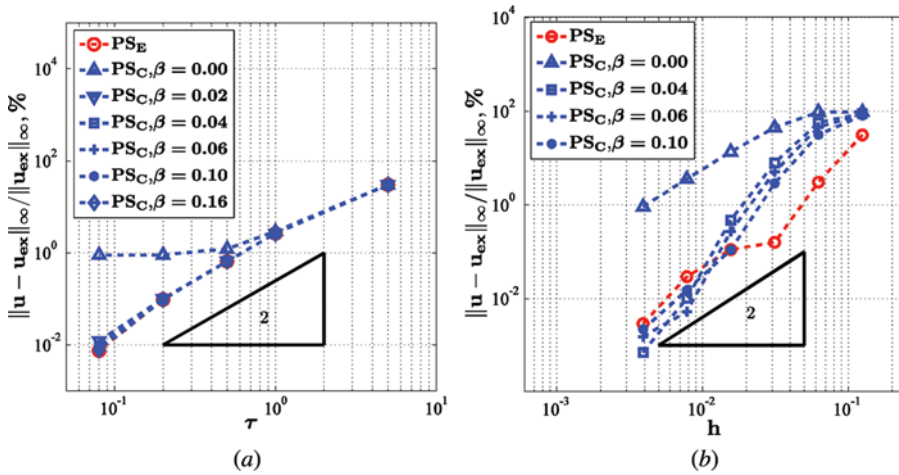 ‖u − u_ex‖∞/‖u_ex‖∞, %
10^4
10^2
10^0
10^-2
PS_E
PS_C, β = 0.00
PS_C, β = 0.02
PS_C, β = 0.04
PS_C, β = 0.06
PS_C, β = 0.10
PS_C, β = 0.16
2
10^-1
10^0
10^1
τ
(a)
‖u − u_ex‖∞/‖u_ex‖∞, %
10^4
10^2
10^0
10^-2
PS_E
PS_C, β = 0.00
PS_C, β = 0.04
PS_C, β = 0.06
PS_C, β = 0.10
2
10^-3
10^-2
10^-1
h
(b)